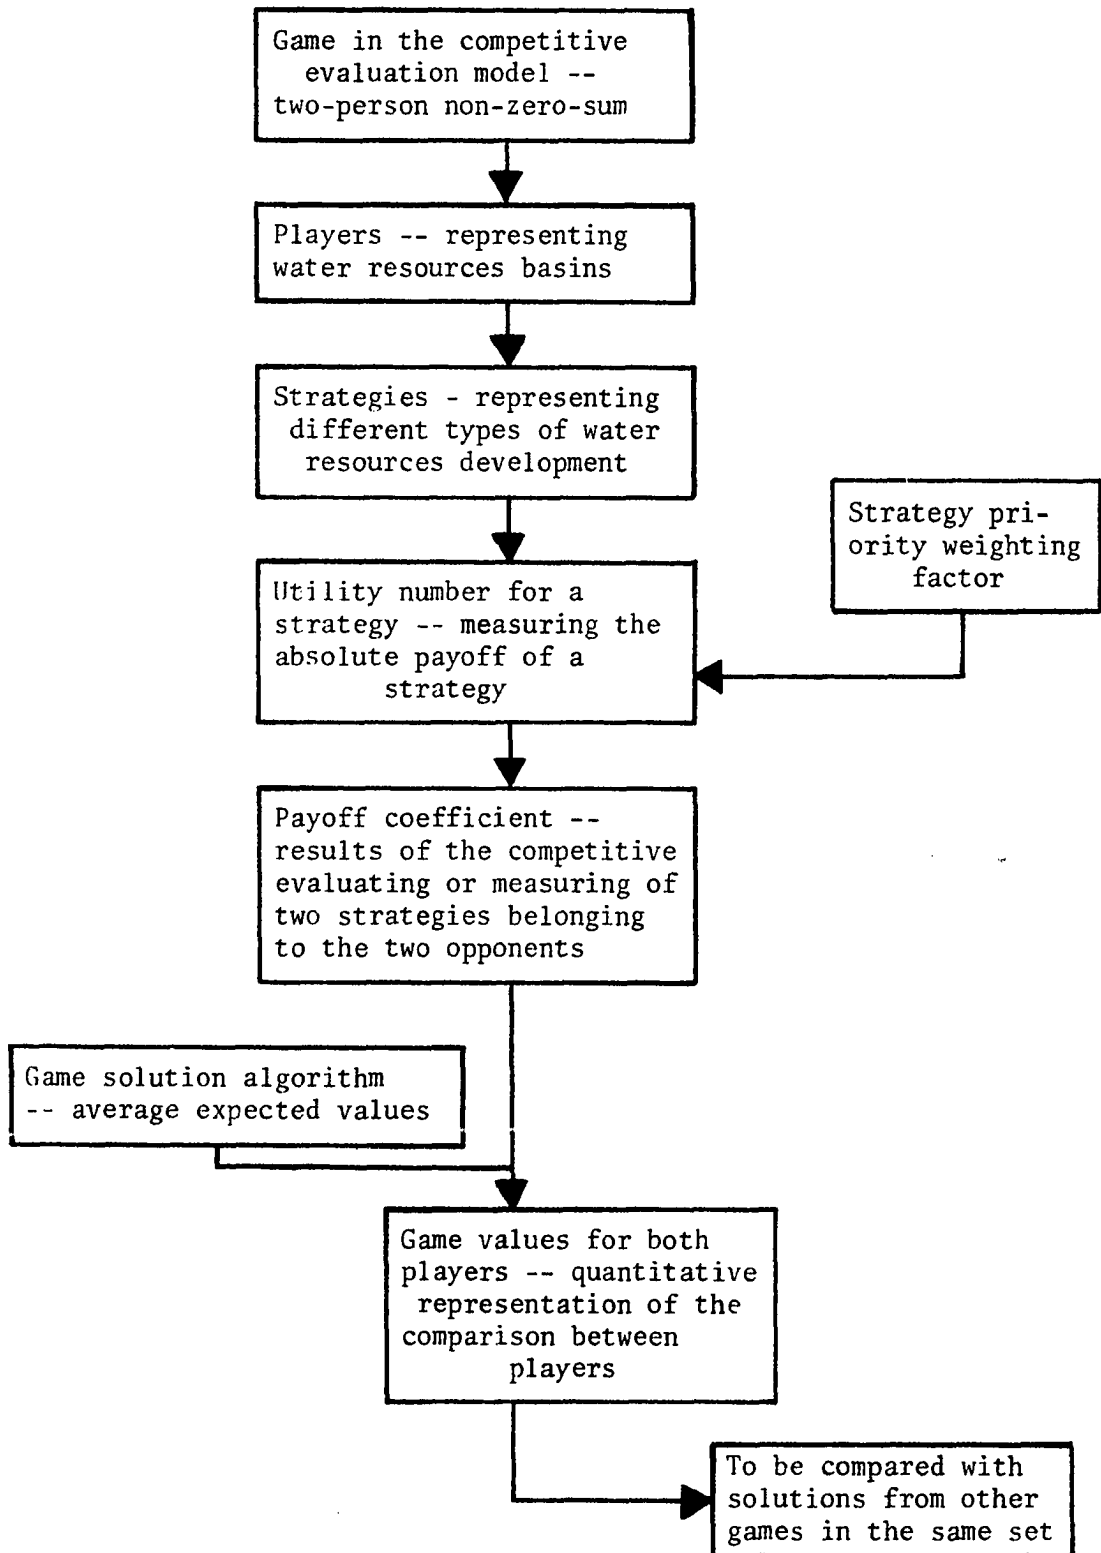 Game in the competitive
evaluation model --
two-person non-zero-sum
Players -- representing
water resources basins
Strategies - representing
different types of water
resources development
Strategy pri-
ority weighting
factor
Utility number for a
strategy -- measuring the
absolute payoff of a
strategy
Payoff coefficient --
results of the competitive
evaluating or measuring of
two strategies belonging
to the two opponents
Game solution algorithm
-- average expected values
Game values for both
players -- quantitative
representation of the
comparison between
players
To be compared with
solutions from other
games in the same set